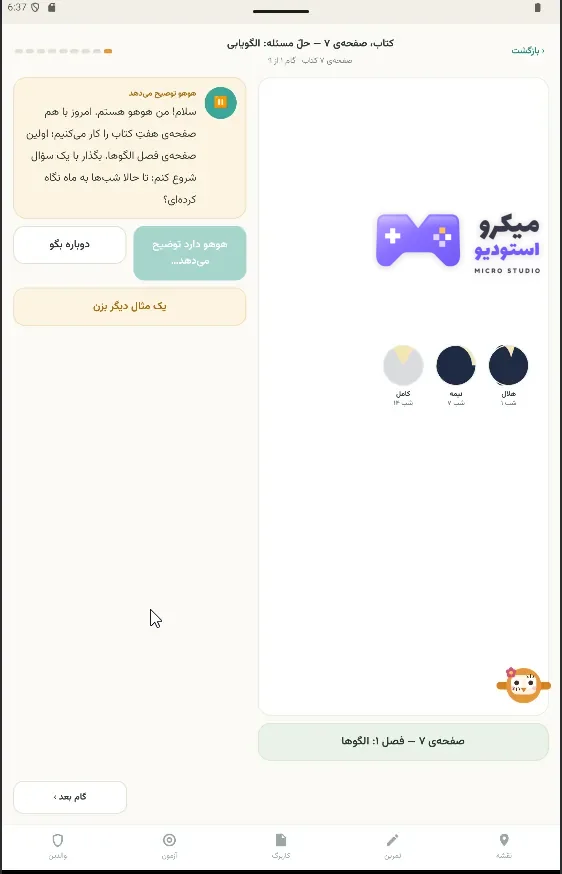 6:37
‹ بازگشت
کتاب، صفحه‌ی ۷ – حلّ مسئله: الگویابی
صفحه‌ی ۷ کتاب · گام ۱ از ۹
هوهو توضیح می‌دهد
سلام! من هوهو هستم. امروز با هم
صفحه‌ی هفتِ کتاب را کار می‌کنیم: اولین
صفحه‌ی فصل الگوها. بگذار با یک سؤال
شروع کنم: تا حالا شب‌ها به ماه نگاه
کرده‌ای؟
هوهو دارد توضیح
می‌دهد...
دوباره بگو
یک مثال دیگر بزن
میکرو
استودیو
MICRO STUDIO
هلال
شب ۱
نیمه
شب ۷
کامل
شب ۱۴
صفحه‌ی ۷ – فصل ۱: الگوها
گام بعد ›
نقشه
تمرین
کاربرگ
آزمون
والدین